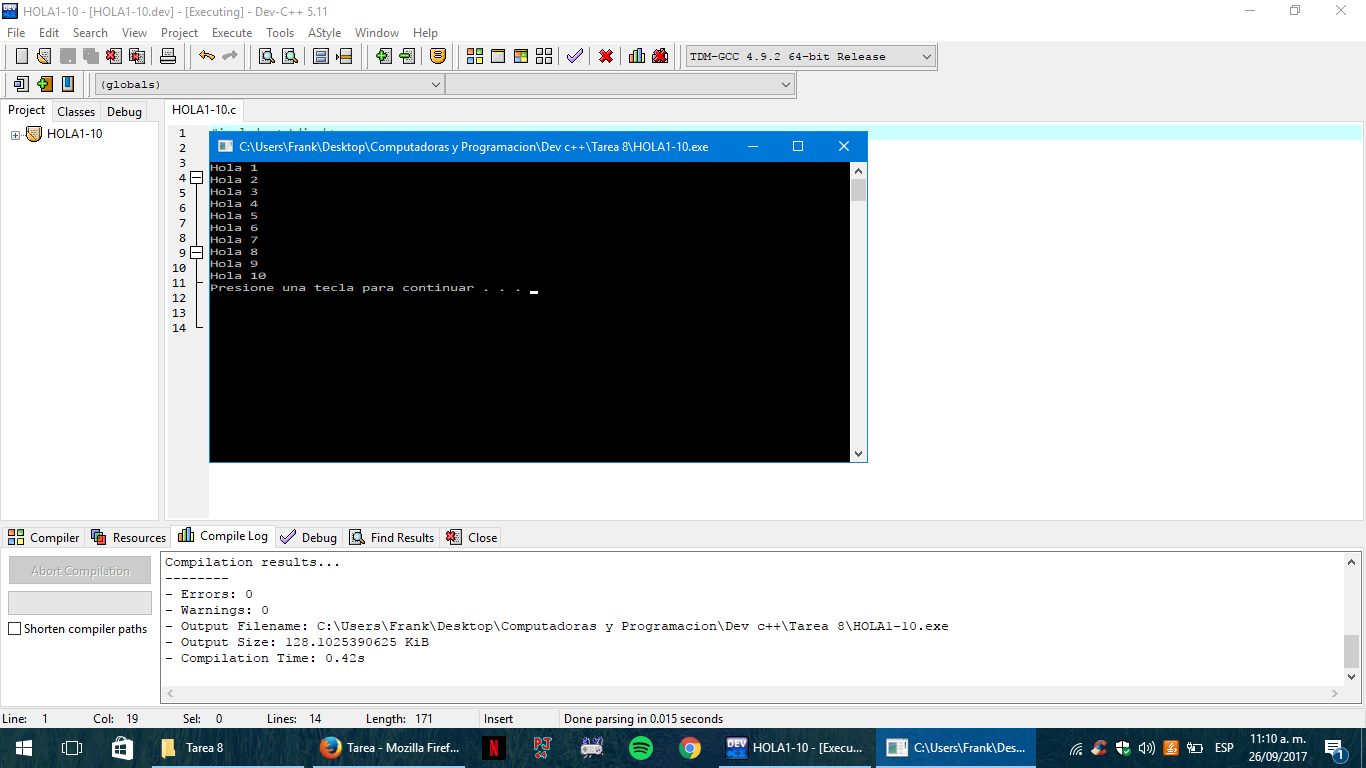 HOLA1-10 - [HOLA1-10.dev] - [Executing] - Dev-C++ 5.11
File Edit Search View Project Execute Tools AStyle Window Help
TDM-GCC 4.9.2 64-bit Release
(globals)
Project Classes Debug
HOLA1-10.c
HOLA1-10
1
2
3
4
5
6
7
8
9
10
11
12
13
14
C:\Users\Frank\Desktop\Computadoras y Programacion\Dev c++\Tarea 8\HOLA1-10.exe
Hola 1
Hola 2
Hola 3
Hola 4
Hola 5
Hola 6
Hola 7
Hola 8
Hola 9
Hola 10
Presione una tecla para continuar . . .
Compiler Resources Compile Log Debug Find Results Close
Abort Compilation
Shorten compiler paths
Compilation results...
--------
- Errors: 0
- Warnings: 0
- Output Filename: C:\Users\Frank\Desktop\Computadoras y Programacion\Dev c++\Tarea 8\HOLA1-10.exe
- Output Size: 128.1025390625 KiB
- Compilation Time: 0.42s
Line: 1 Col: 19 Sel: 0 Lines: 14 Length: 171 Insert Done parsing in 0.015 seconds
Tarea 8
Tarea - Mozilla Firef...
N
PJ
64
DEV
HOLA1-10 - [Execu...
C:\Users\Frank\Des...
ESP
11:10 a. m.
26/09/2017
1